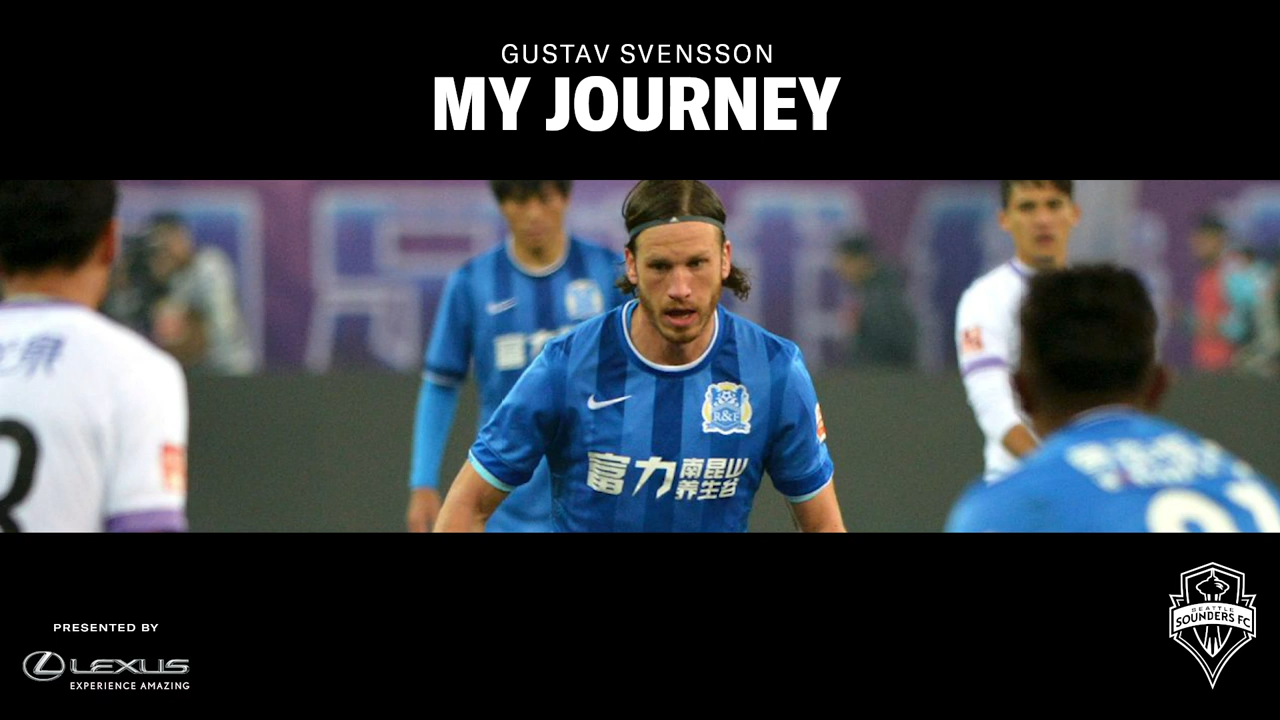 GUSTAV SVENSSON
MY JOURNEY
R&F
富力 南昆山
养生谷
富
PRESENTED BY
LEXUS
EXPERIENCE AMAZING
SEATTLE
SOUNDERS FC